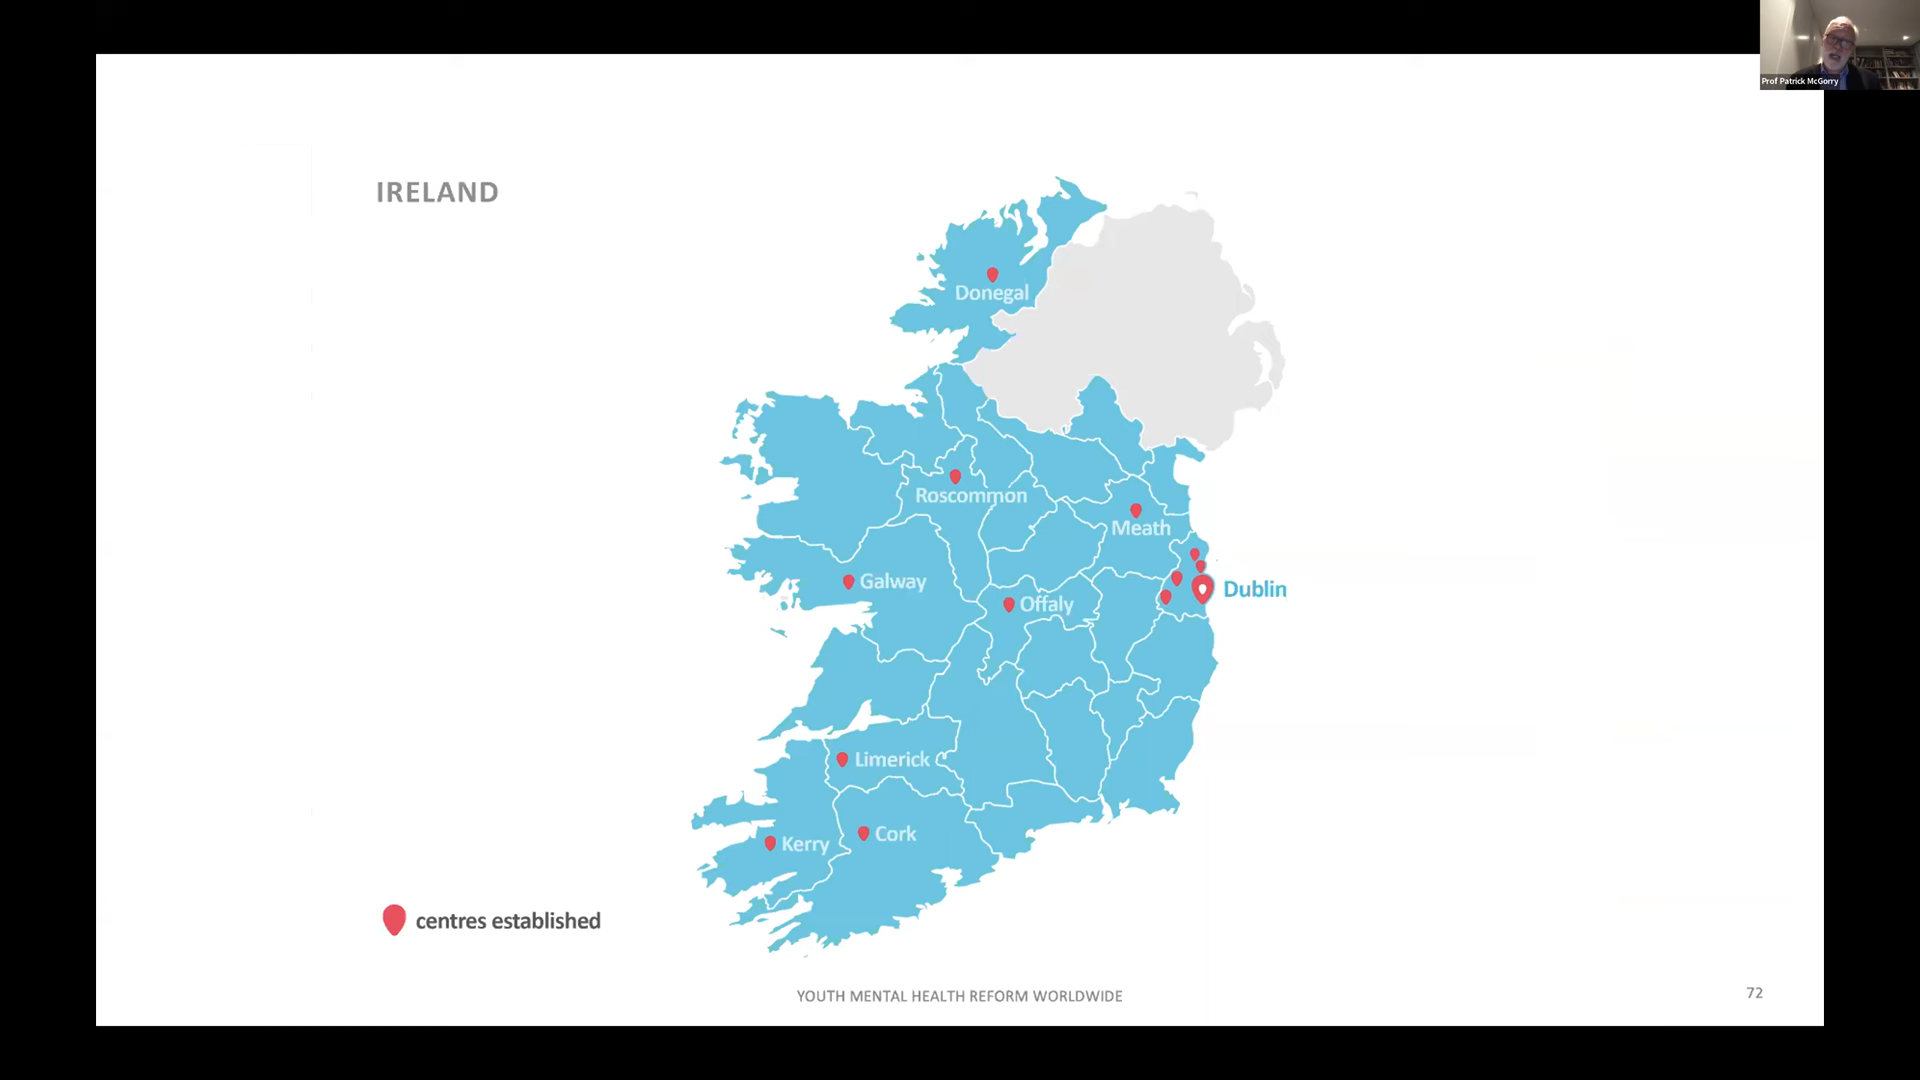 Prof Patrick McGorry
IRELAND
Donegal
Roscommon
Meath
Galway
Dublin
Offaly
Limerick
Cork
Kerry
centres established
YOUTH MENTAL HEALTH REFORM WORLDWIDE
72